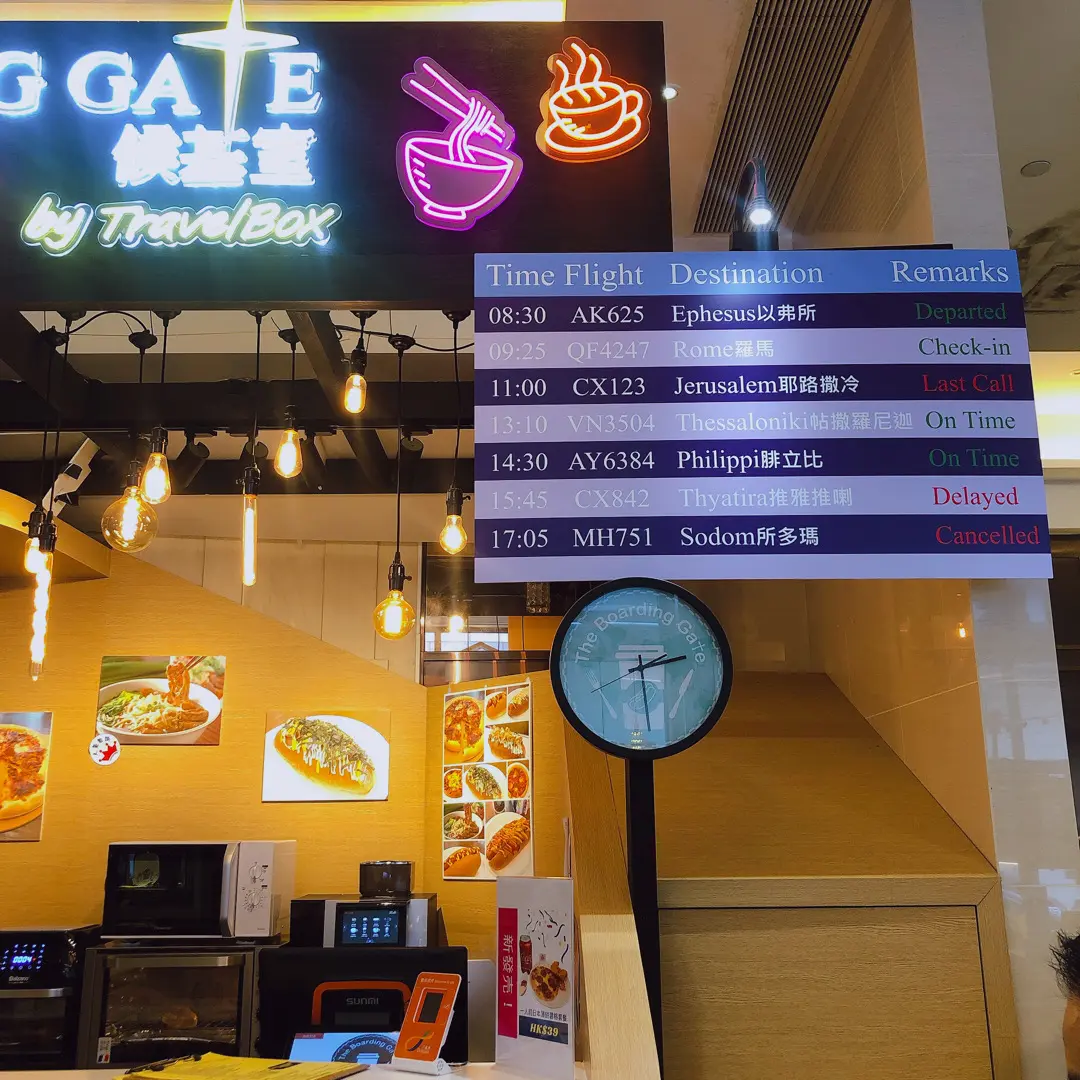 G GATE
候基室
by TravelBox
Time Flight Destination Remarks
08:30 AK625 Ephesus以弗所 Departed
09:25 QF4247 Rome羅馬 Check-in
11:00 CX123 Jerusalem耶路撒冷 Last Call
13:10 VN3504 Thessaloniki帖撒羅尼迦 On Time
14:30 AY6384 Philippi腓立比 On Time
15:45 CX842 Thyatira推雅推喇 Delayed
17:05 MH751 Sodom所多瑪 Cancelled
The Boarding Gate
新發売！
HK$39
SUNMI
The Boarding Ga